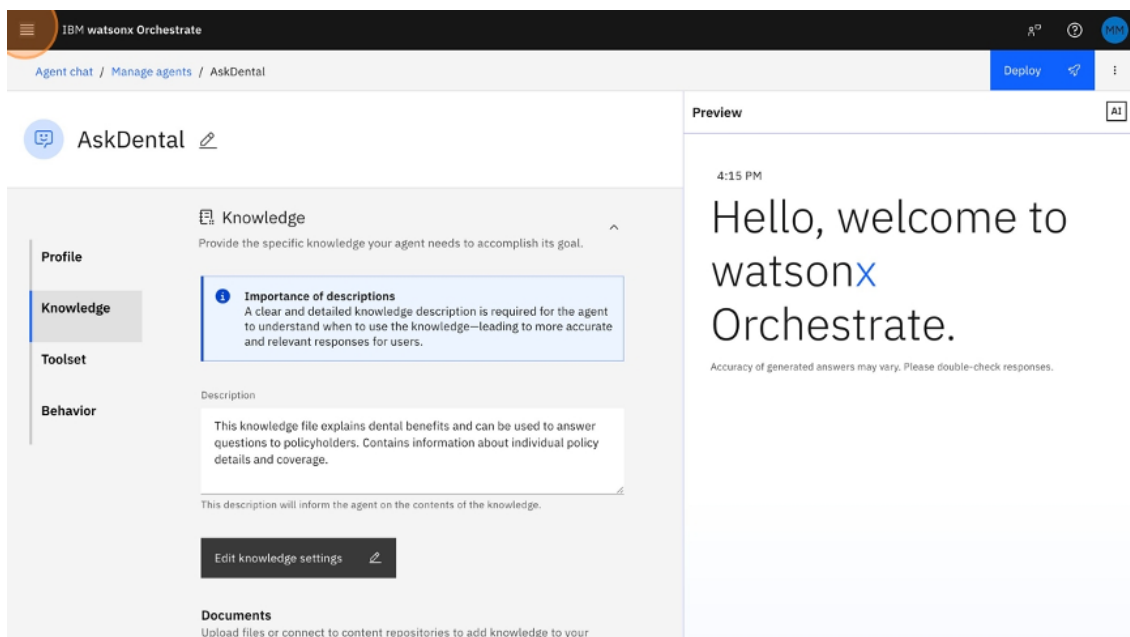 IBM watsonx Orchestrate
MM
Agent chat / Manage agents / AskDental
Deploy
AskDental
Preview
AI
Profile
Knowledge
Toolset
Behavior
Knowledge
Provide the specific knowledge your agent needs to accomplish its goal.
Importance of descriptions
A clear and detailed knowledge description is required for the agent
to understand when to use the knowledge—leading to more accurate
and relevant responses for users.
Description
This knowledge file explains dental benefits and can be used to answer
questions to policyholders. Contains information about individual policy
details and coverage.
This description will inform the agent on the contents of the knowledge.
Edit knowledge settings
Documents
Upload files or connect to content repositories to add knowledge to your
4:15 PM
Hello, welcome to
watsonx
Orchestrate.
Accuracy of generated answers may vary. Please double-check responses.